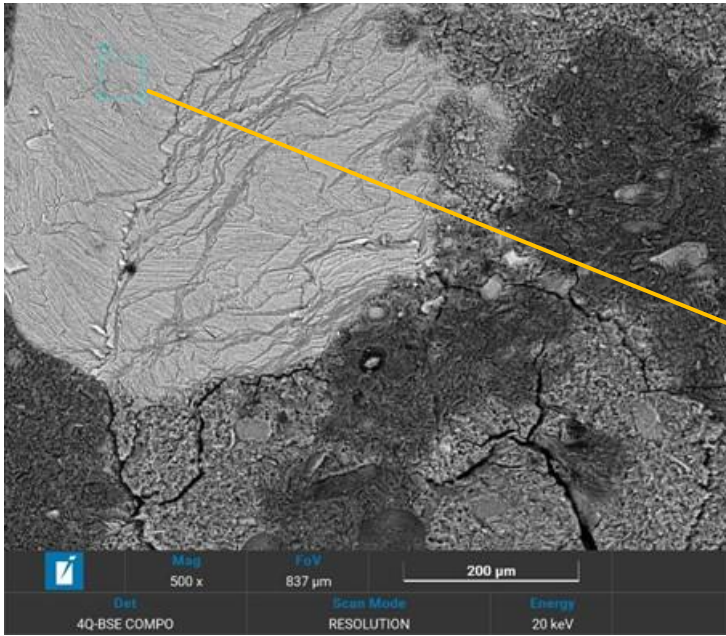 Mag
500 x
FoV
837 µm
200 µm
Det
4Q-BSE COMPO
Scan Mode
RESOLUTION
Energy
20 keV